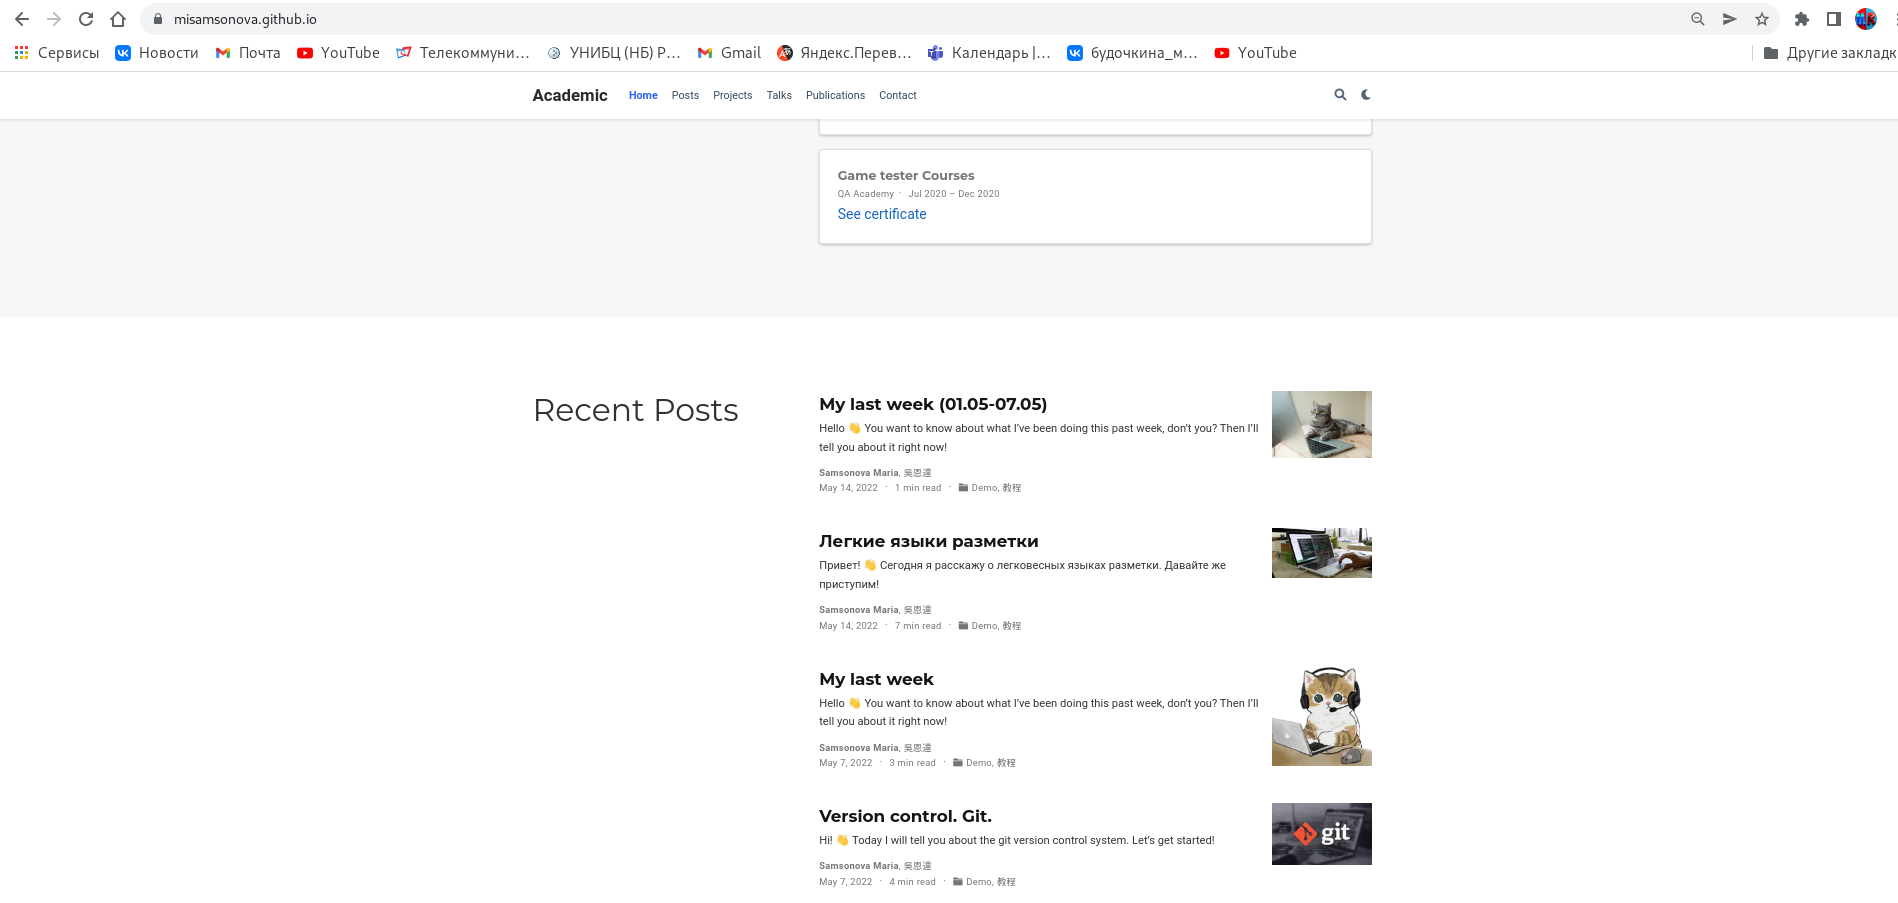 misamsonova.github.io
Сервисы Новости Почта YouTube Телекоммуни... УНИБЦ (НБ) Р... Gmail Яндекс.Перев... Календарь |... будочкина_м... YouTube Другие закладк
Academic Home Posts Projects Talks Publications Contact
Game tester Courses
QA Academy · Jul 2020 – Dec 2020
See certificate
Recent Posts
My last week (01.05-07.05)
Hello 👋 You want to know about what I’ve been doing this past week, don’t you? Then I’ll
tell you about it right now!
Samsonova Maria, 吳恩達
May 14, 2022 · 1 min read · Demo, 教程
Легкие языки разметки
Привет! 👋 Сегодня я расскажу о легковесных языках разметки. Давайте же
приступим!
Samsonova Maria, 吳恩達
May 14, 2022 · 7 min read · Demo, 教程
My last week
Hello 👋 You want to know about what I’ve been doing this past week, don’t you? Then I’ll
tell you about it right now!
Samsonova Maria, 吳恩達
May 7, 2022 · 3 min read · Demo, 教程
Version control. Git.
Hi! 👋 Today I will tell you about the git version control system. Let’s get started!
git
Samsonova Maria, 吳恩達
May 7, 2022 · 4 min read · Demo, 教程